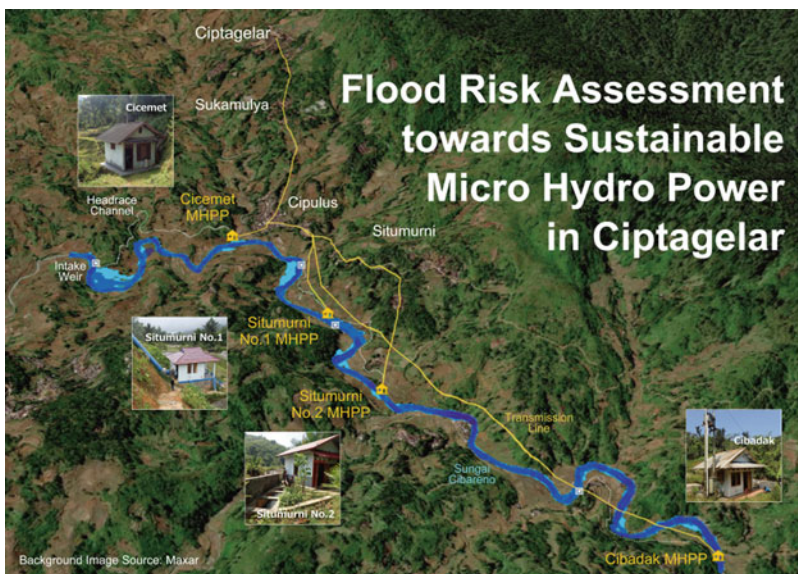 Ciptagelar
Flood Risk Assessment
towards Sustainable
Micro Hydro Power
in Ciptagelar
Cicemet
Sukamulya
Headrace
Channel
Cicemet
MHPP
Cipulus
Situmurni
Intake
Weir
Situmurni No.1
Situmurni
No.1 MHPP
Situmurni
No.2 MHPP
Transmission
Line
Cibadak
Situmurni No.2
Sungai
Cibareno
Cibadak MHPP
Background Image Source: Maxar